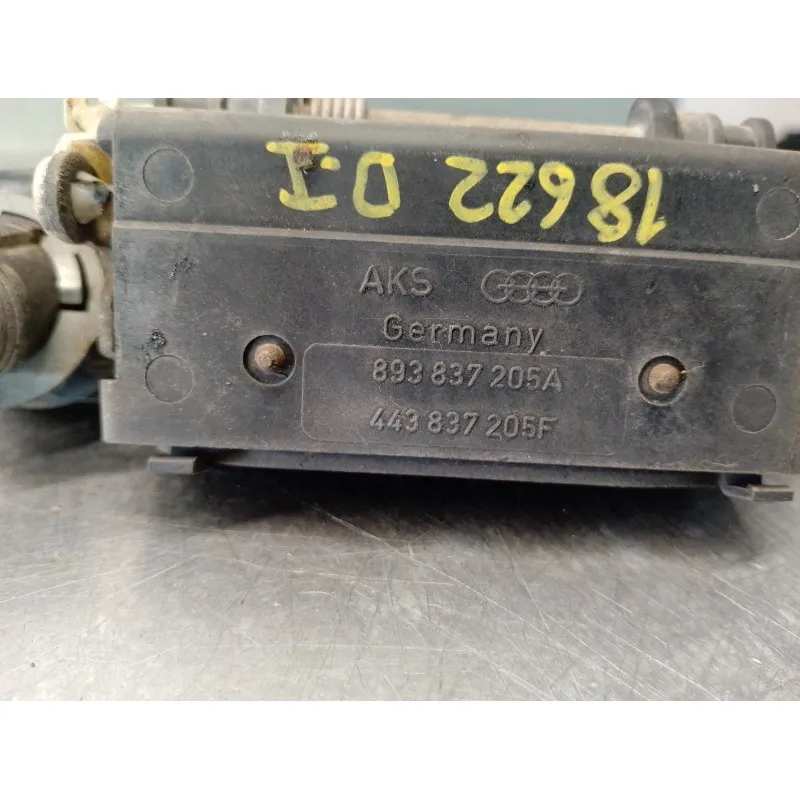 18622 D.I
AKS
Germany
893 837 205A
443 837 205F